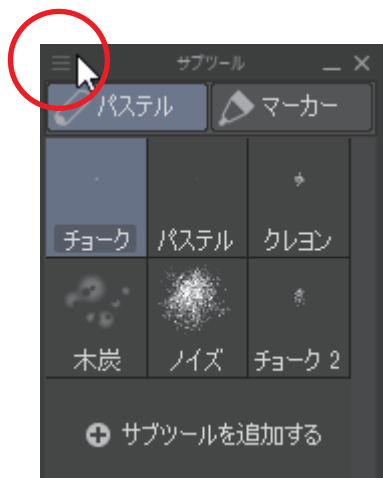 サブツール
パステル
マーカー
チョーク
パステル
クレヨン
木炭
ノイズ
チョーク 2
サブツールを追加する